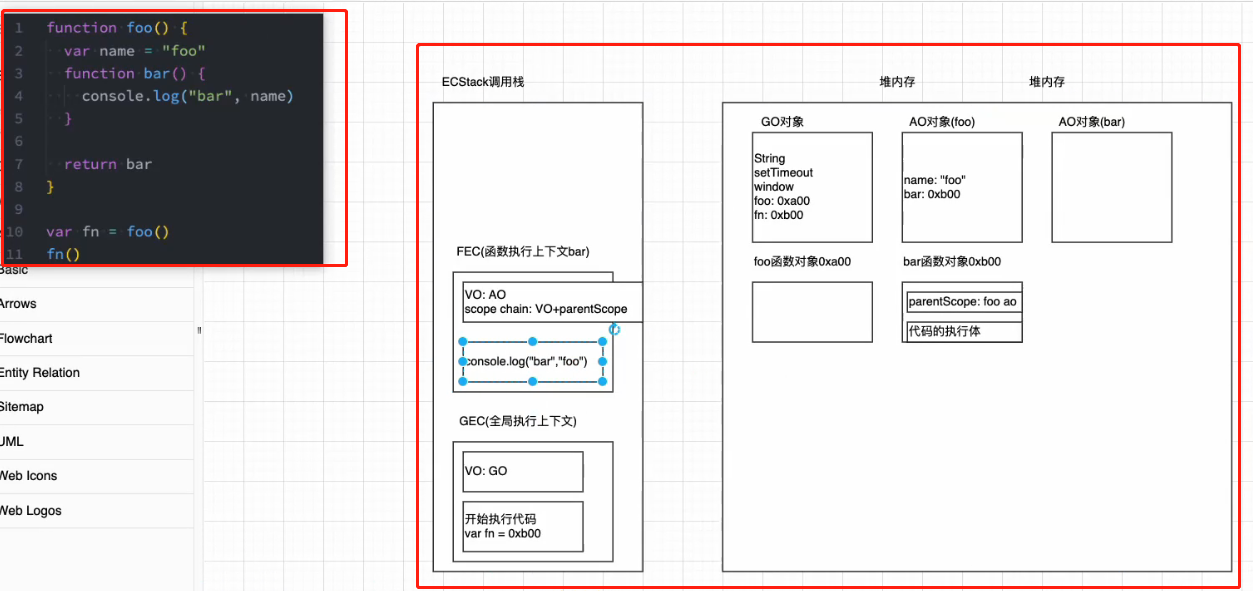 1 function foo() {
2 var name = "foo"
3 function bar() {
4 console.log("bar", name)
5 }
6
7 return bar
8 }
9
10 var fn = foo()
11 fn()
Basic
Arrows
Flowchart
Entity Relation
Sitemap
UML
Web Icons
Web Logos
ECStack调用栈
FEC(函数执行上下文bar)
VO: AO
scope chain: VO+parentScope
console.log("bar","foo")
GEC(全局执行上下文)
VO: GO
开始执行代码
var fn = 0xb00
堆内存
堆内存
GO对象
String
setTimeout
window
foo: 0xa00
fn: 0xb00
AO对象(foo)
name: "foo"
bar: 0xb00
AO对象(bar)
foo函数对象0xa00
bar函数对象0xb00
parentScope: foo ao
代码的执行体